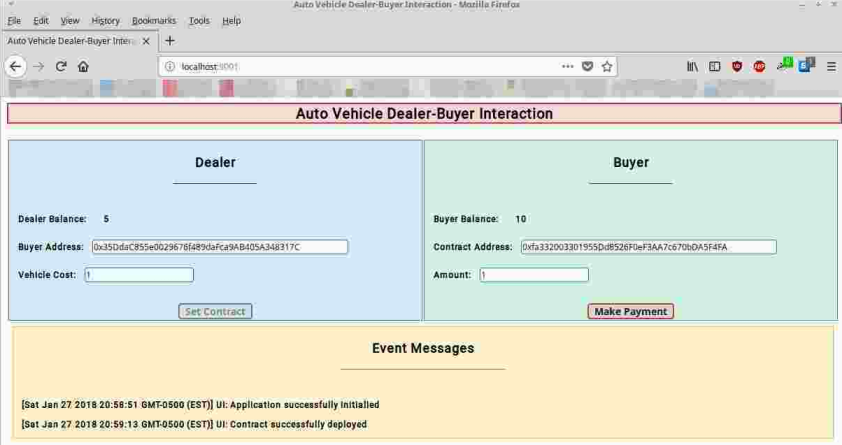 Auto Vehicle Dealer-Buyer Interaction - Mozilla Firefox
File Edit View History Bookmarks Tools Help
Auto Vehicle Dealer-Buyer Intera
localhost:9001
Auto Vehicle Dealer-Buyer Interaction
Dealer
Dealer Balance: 5
Buyer Address: 0x35DdaC855e0029676f489daFca9AB405A348317C
Vehicle Cost: 1
Set Contract
Buyer
Buyer Balance: 10
Contract Address: 0xfa332003301955Dd8526F0eF3AA7c670bDA5F4FA
Amount: 1
Make Payment
Event Messages
[Sat Jan 27 2018 20:58:51 GMT-0500 (EST)] UI: Application successfully initialied
[Sat Jan 27 2018 20:59:13 GMT-0500 (EST)] UI: Contract successfully deployed